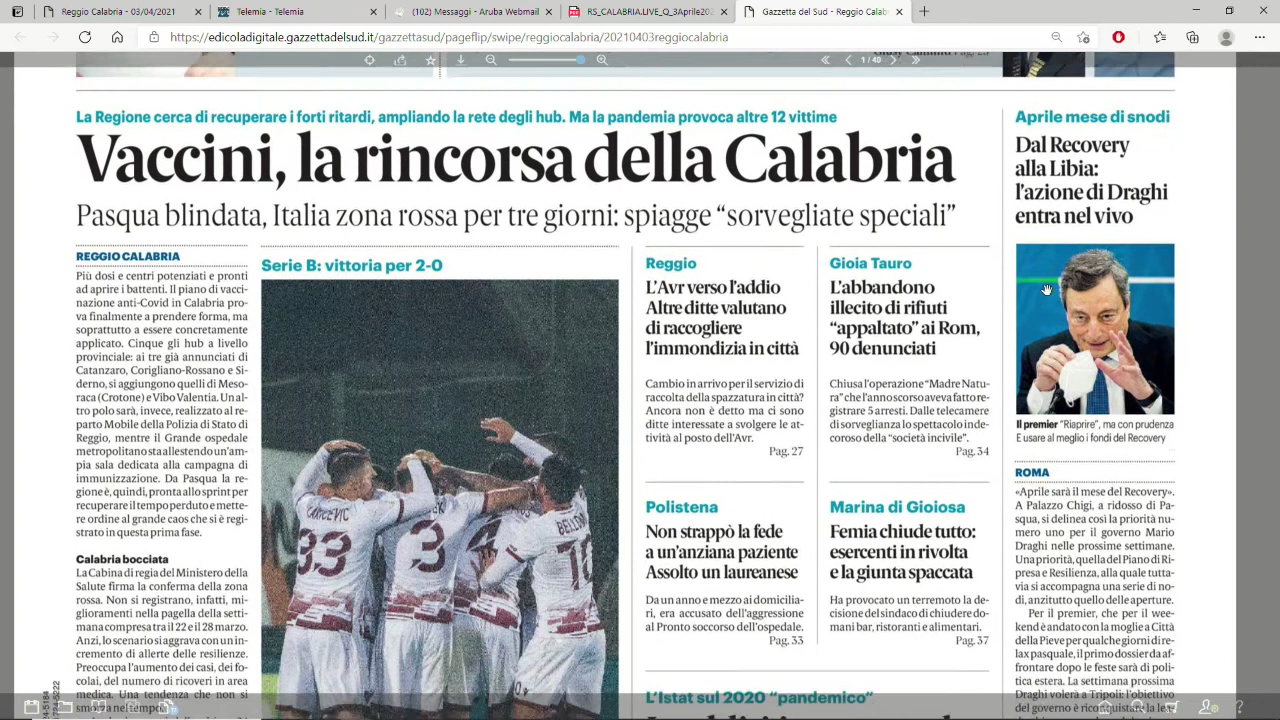 Reggio Calabria - 03/04/2021
Telemia - Telemia
(102) Messaggi - Aruba Webmail
RS_CALABRIA.LIVE_Q_3Aprile202
Gazzetta del Sud - Reggio Calab
https://edicoladigitale.gazzettadelsud.it/gazzettasud/pageflip/swipe/reggiocalabria/20210403reggiocalabria
1 / 40
La Regione cerca di recuperare i forti ritardi, ampliando la rete degli hub. Ma la pandemia provoca altre 12 vittime
Vaccini, la rincorsa della Calabria
Pasqua blindata, Italia zona rossa per tre giorni: spiagge “sorvegliate speciali”
REGGIO CALABRIA
Più dosi e centri potenziati e pronti
ad aprire i battenti. Il piano di vacci-
nazione anti-Covid in Calabria pro-
va finalmente a prendere forma, ma
soprattutto a essere concretamente
applicato. Cinque gli hub a livello
provinciale: ai tre già annunciati di
Catanzaro, Corigliano-Rossano e Si-
derno, si aggiungono quelli di Meso-
raca (Crotone) e Vibo Valentia. Un al-
tro polo sarà, invece, realizzato al re-
parto Mobile della Polizia di Stato di
Reggio, mentre il Grande ospedale
metropolitano sta allestendo un'am-
pia sala dedicata alla campagna di
immunizzazione. Da Pasqua la re-
gione è, quindi, pronta allo sprint per
recuperare il tempo perduto e mette-
re ordine al grande caos che si è regi-
strato in questa prima fase.
Calabria bocciata
La Cabina di regia del Ministero della
Salute firma la conferma della zona
rossa. Non si registrano, infatti, mi-
glioramenti nella pagella della setti-
mana compresa tra il 22 e il 28 marzo.
Anzi, lo scenario si aggrava con un in-
cremento di allerte delle resilienze.
Preoccupa l'aumento dei casi, dei fo-
colai, del numero di ricoveri in area
medica. Una tendenza che non si
smorza nel tempo.
Serie B: vittoria per 2-0
33
Reggio
L'Avr verso l'addio
Altre ditte valutano
di raccogliere
l'immondizia in città
Cambio in arrivo per il servizio di
raccolta della spazzatura in città?
Ancora non è detto ma ci sono
ditte interessate a svolgere le at-
tività al posto dell'Avr.
Pag. 27
Gioia Tauro
L'abbandono
illecito di rifiuti
“appaltato” ai Rom,
90 denunciati
Chiusa l'operazione “Madre Natu-
ra” che l'anno scorso aveva fatto re-
gistrare 5 arresti. Dalle telecamere
di sorveglianza lo spettacolo inde-
coroso della “società incivile”.
Pag. 34
Polistena
Non strappò la fede
a un'anziana paziente
Assolto un laureanese
Da un anno e mezzo ai domicilia-
ri, era accusato dell'aggressione
al Pronto soccorso dell'ospedale.
Pag. 33
Marina di Gioiosa
Femia chiude tutto:
esercenti in rivolta
e la giunta spaccata
Ha provocato un terremoto la de-
cisione del sindaco di chiudere do-
mani bar, ristoranti e alimentari.
Pag. 37
L'Istat sul 2020 “pandemico”
Aprile mese di snodi
Dal Recovery
alla Libia:
l'azione di Draghi
entra nel vivo
Il premier “Riaprire”, ma con prudenza
E usare al meglio i fondi del Recovery
ROMA
«Aprile sarà il mese del Recovery».
A Palazzo Chigi, a ridosso di Pa-
squa, si delinea così la priorità nu-
mero uno per il governo Mario
Draghi nelle prossime settimane.
Una priorità, quella del Piano di Ri-
presa e Resilienza, alla quale tutta-
via si accompagna una serie di no-
di, anzitutto quello delle aperture.
Per il premier, che per il wee-
kend è andato con la moglie a Città
della Pieve per qualche giorni di re-
lax pasquale, il primo dossier da af-
frontare dopo le feste sarà di poli-
tica estera. La settimana prossima
Draghi volerà a Tripoli: l'obiettivo
del governo è riconquistare la lea-